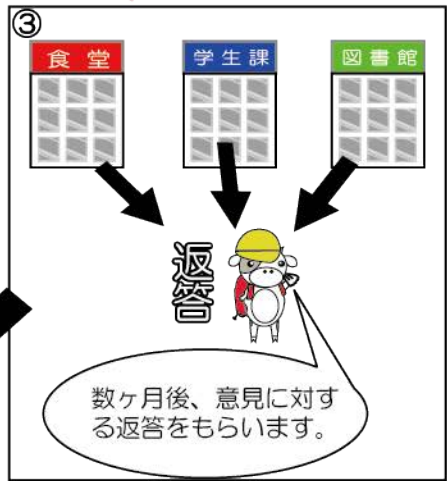 ③
食堂
学生課
図書館
返答
数ヶ月後、意見に対す
る返答をもらいます。